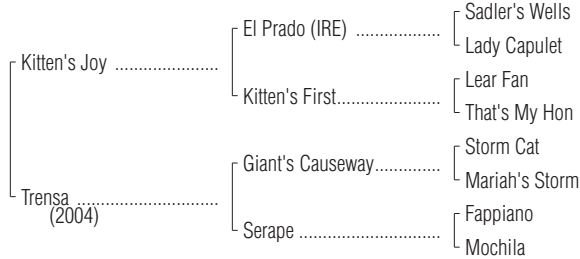 Sadler's Wells
El Prado (IRE) ..................
Lady Capulet
Kitten's Joy ......................
Lear Fan
Kitten's First......................
That's My Hon
Storm Cat
Giant's Causeway..............
Mariah's Storm
Trensa ..............................
(2004)
Fappiano
Serape ..............................
Mochila